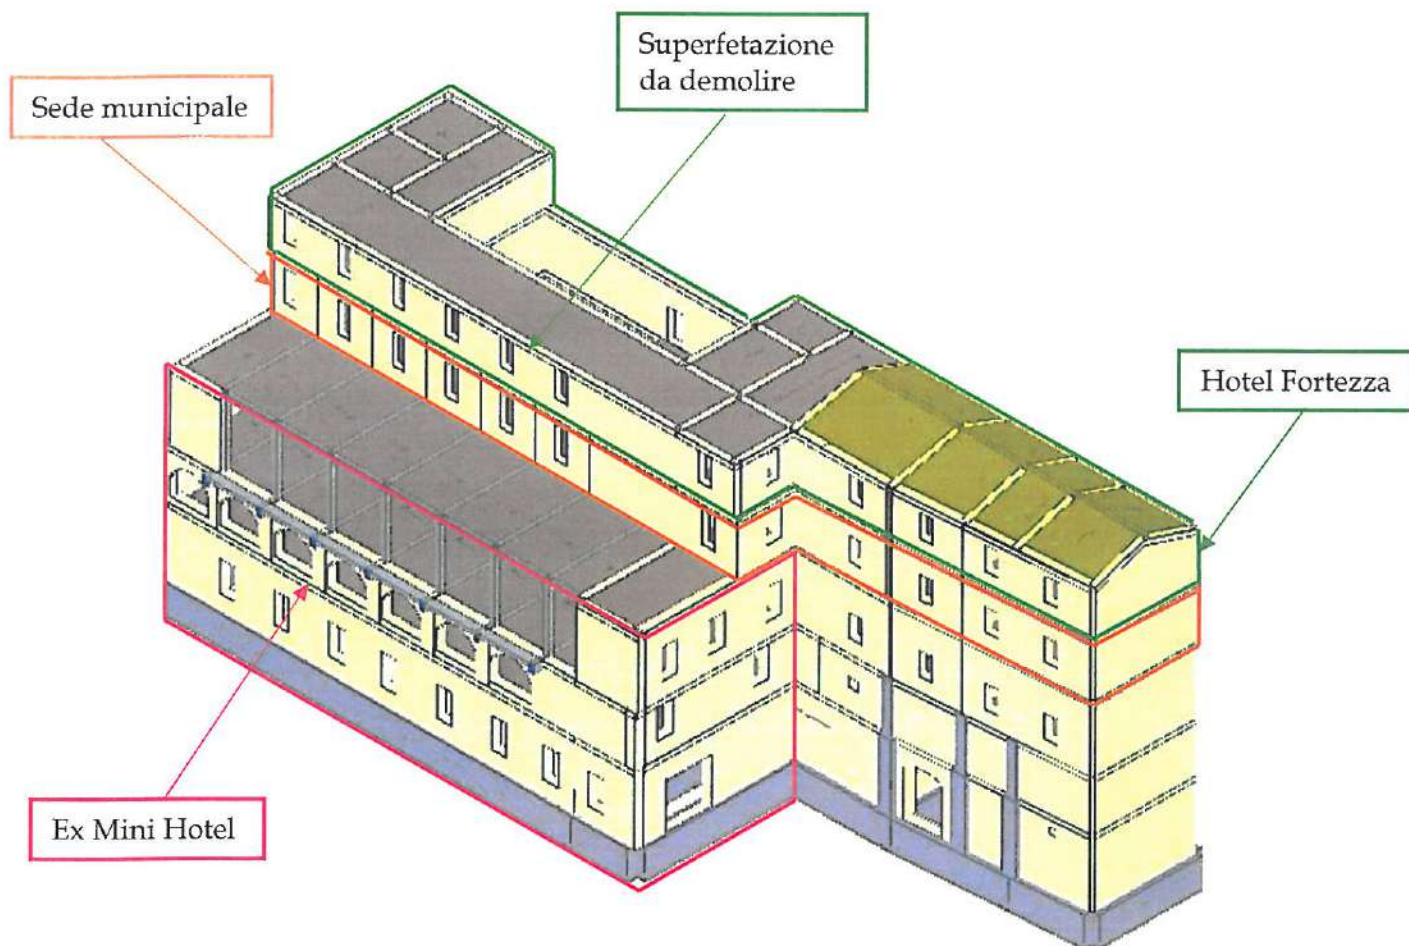 Superfetazione
da demolire
Sede municipale
Hotel Fortezza
Ex Mini Hotel